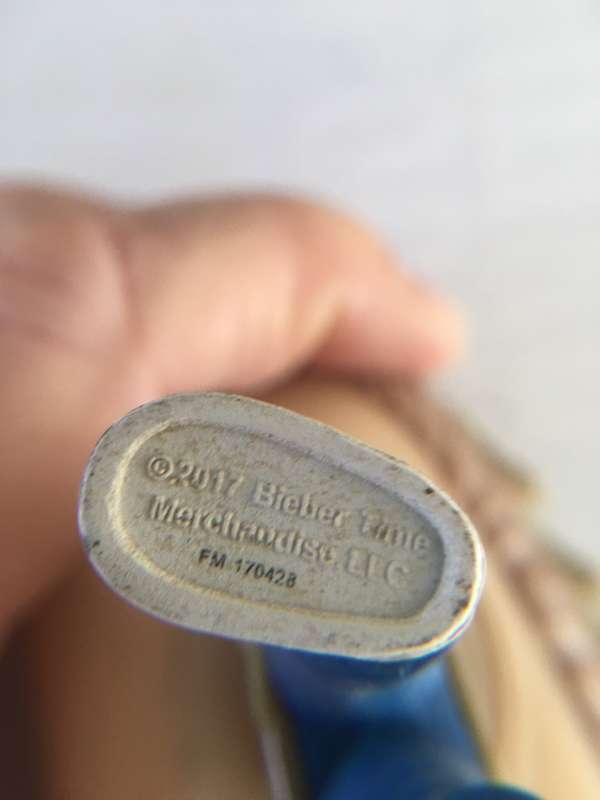 ©2017 Bieber Time
Merchandise LLC
FM 170428